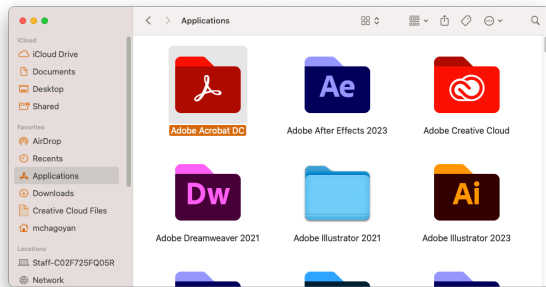 Applications
iCloud
iCloud Drive
Documents
Desktop
Shared
Favorites
AirDrop
Recents
Applications
Downloads
Creative Cloud Files
mchagoyan
Locations
Staff-C02F725FQ05R
Network
Ae
Adobe Acrobat DC
Adobe After Effects 2023
Adobe Creative Cloud
Dw
Ai
Adobe Dreamweaver 2021
Adobe Illustrator 2021
Adobe Illustrator 2023